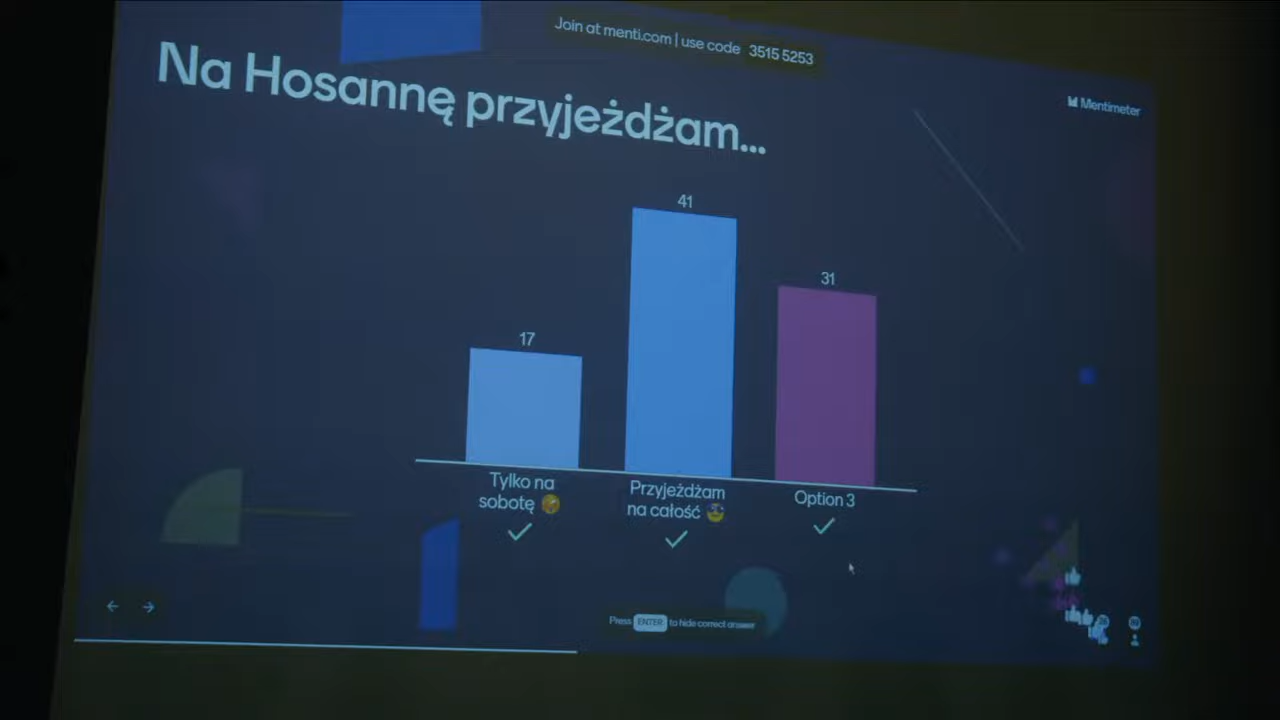 Join at menti.com | use code 3515 5253
Mentimeter
Na Hosannę przyjeżdżam...
17
41
31
Tylko na
sobotę
Przyjeżdżam
na całość
Option 3
Press ENTER to hide correct answer